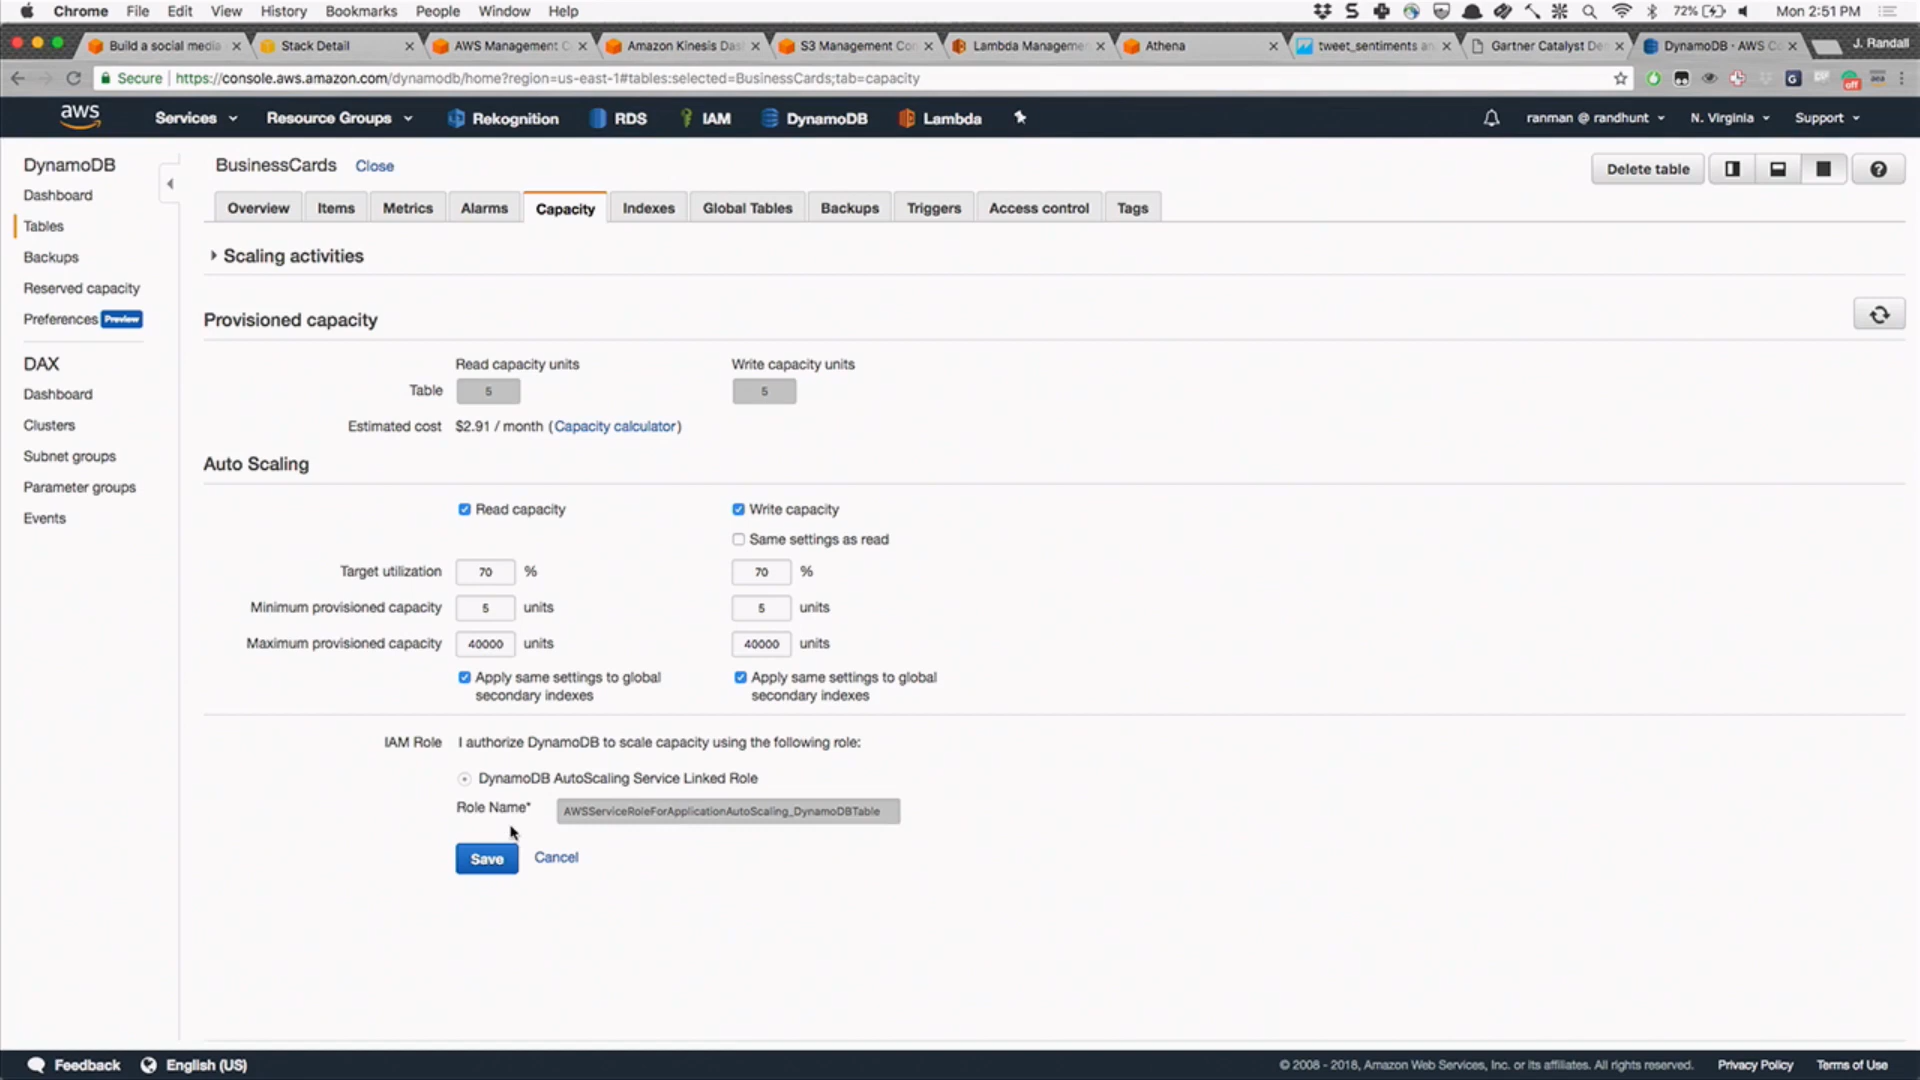 Chrome File Edit View History Bookmarks People Window Help 72% Mon 2:51 PM
Build a social media Stack Detail AWS Management C Amazon Kinesis Das S3 Management Con Lambda Manageme Athena tweet_sentiments an Gartner Catalyst De DynamoDB · AWS C J. Randall
Secure https://console.aws.amazon.com/dynamodb/home?region=us-east-1#tables:selected=BusinessCards;tab=capacity
aws Services Resource Groups Rekognition RDS IAM DynamoDB Lambda ranman @ randhunt N. Virginia Support
DynamoDB
Dashboard
Tables
Backups
Reserved capacity
Preferences Preview
DAX
Dashboard
Clusters
Subnet groups
Parameter groups
Events
BusinessCards Close Delete table
Overview Items Metrics Alarms Capacity Indexes Global Tables Backups Triggers Access control Tags
Scaling activities
Provisioned capacity
Read capacity units Write capacity units
Table 5 5
Estimated cost $2.91 / month (Capacity calculator)
Auto Scaling
Read capacity Write capacity
Same settings as read
Target utilization 70 % 70 %
Minimum provisioned capacity 5 units 5 units
Maximum provisioned capacity 40000 units 40000 units
Apply same settings to global Apply same settings to global
secondary indexes secondary indexes
IAM Role I authorize DynamoDB to scale capacity using the following role:
DynamoDB AutoScaling Service Linked Role
Role Name* AWSServiceRoleForApplicationAutoScaling_DynamoDBTable
Save Cancel
Feedback English (US) © 2008 - 2018, Amazon Web Services, Inc. or its affiliates. All rights reserved. Privacy Policy Terms of Use